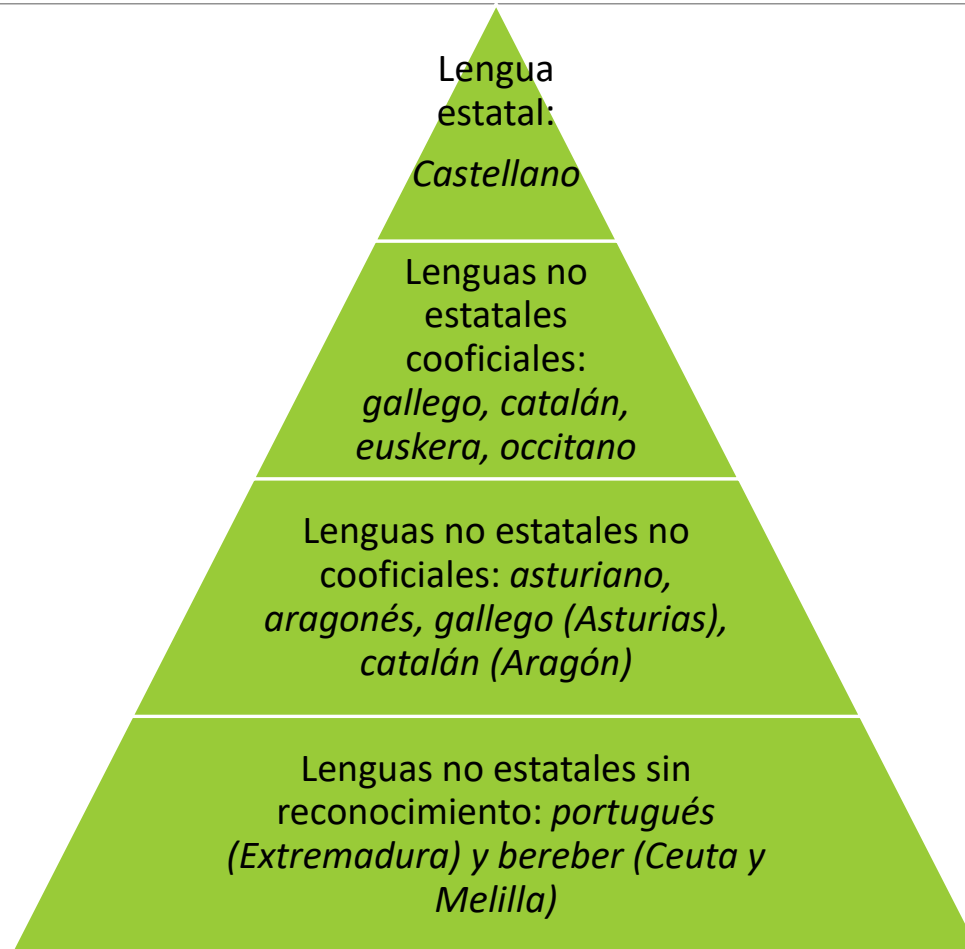 Lengua
estatal:
Castellano
Lenguas no
estatales
cooficiales:
gallego, catalán,
euskera, occitano
Lenguas no estatales no
cooficiales: asturiano,
aragonés, gallego (Asturias),
catalán (Aragón)
Lenguas no estatales sin
reconocimiento: portugués
(Extremadura) y bereber (Ceuta y
Melilla)